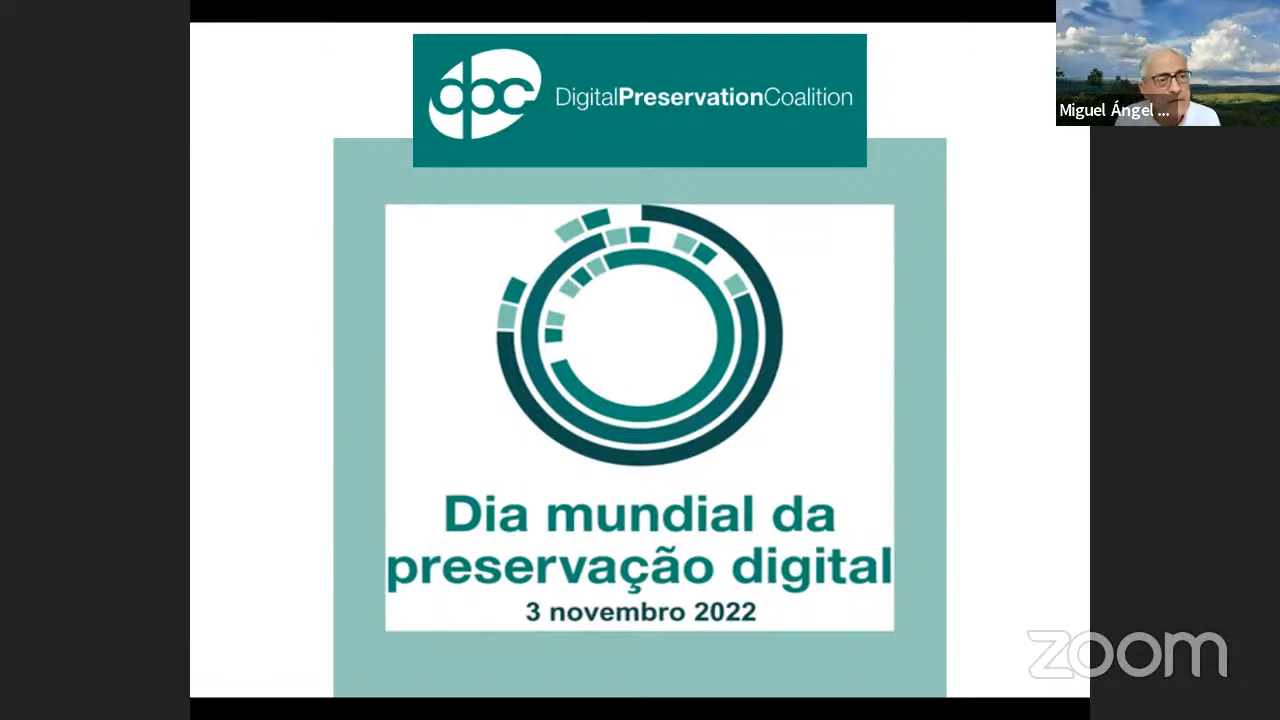 dpc DigitalPreservationCoalition
Miguel Ángel ...
Dia mundial da
preservação digital
3 novembro 2022
zoom